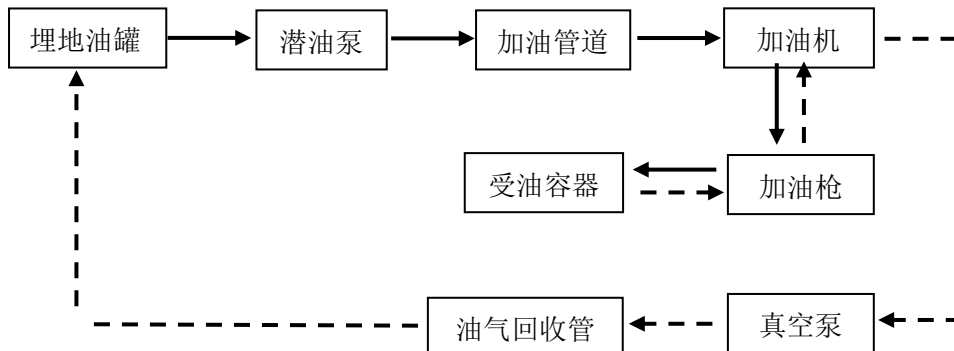 埋地油罐
潜油泵
加油管道
加油机
受油容器
加油枪
油气回收管
真空泵